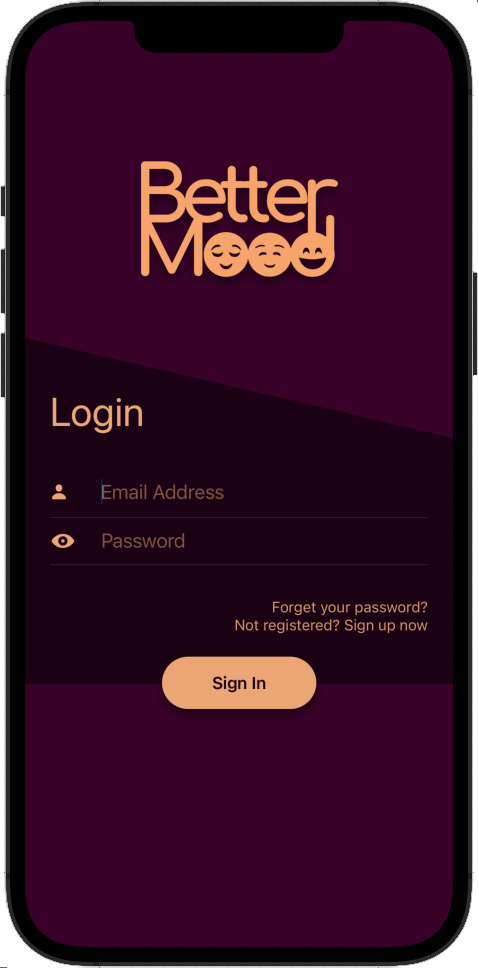 Better
Mood
Login
Email Address
Password
Forget your password?
Not registered? Sign up now
Sign In